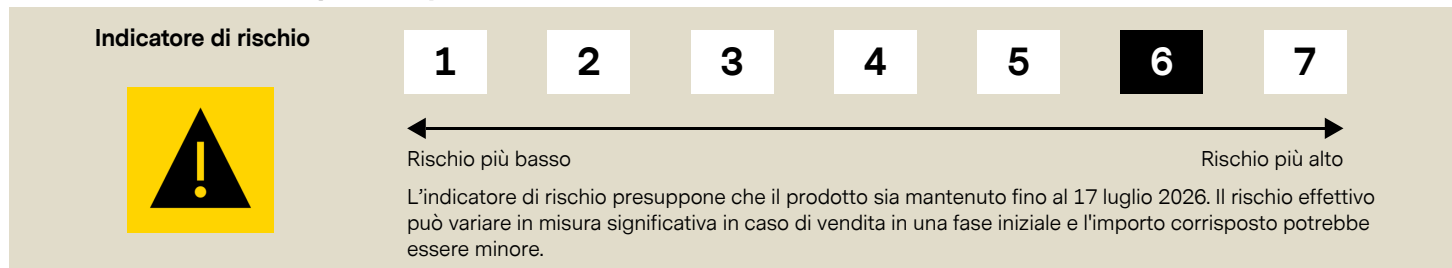 Indicatore di rischio
1 2 3 4 5 6 7
Rischio più basso Rischio più alto
L'indicatore di rischio presuppone che il prodotto sia mantenuto fino al 17 luglio 2026. Il rischio effettivo
può variare in misura significativa in caso di vendita in una fase iniziale e l'importo corrisposto potrebbe
essere minore.